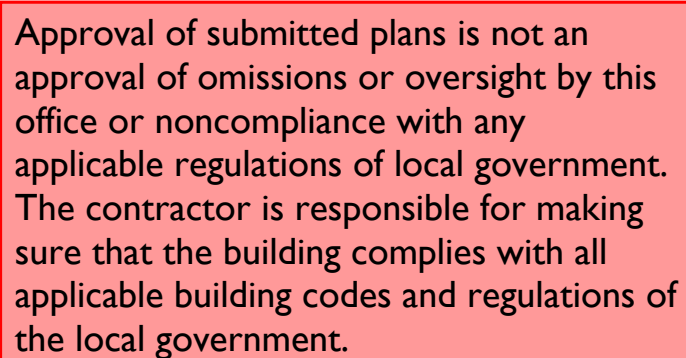 Approval of submitted plans is not an
approval of omissions or oversight by this
office or noncompliance with any
applicable regulations of local government.
The contractor is responsible for making
sure that the building complies with all
applicable building codes and regulations of
the local government.